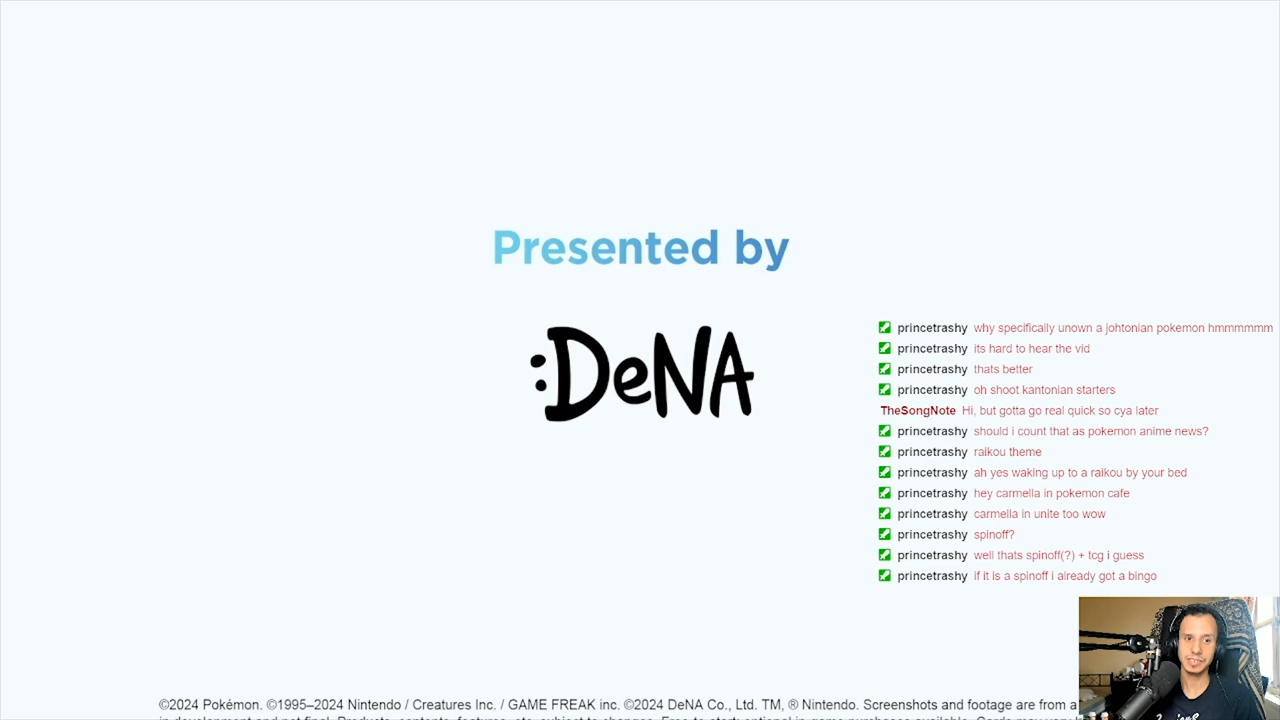 Presented by
:DeNA
princetrashy why specifically unown a johtonian pokemon hmmmmmm
princetrashy its hard to hear the vid
princetrashy thats better
princetrashy oh shoot kantonian starters
TheSongNote Hi, but gotta go real quick so cya later
princetrashy should i count that as pokemon anime news?
princetrashy raikou theme
princetrashy ah yes waking up to a raikou by your bed
princetrashy hey carmella in pokemon cafe
princetrashy carmella in unite too wow
princetrashy spinoff?
princetrashy well thats spinoff(?) + tcg i guess
princetrashy if it is a spinoff i already got a bingo
©2024 Pokémon. ©1995–2024 Nintendo / Creatures Inc. / GAME FREAK inc. ©2024 DeNA Co., Ltd. TM, ® Nintendo. Screenshots and footage are from a